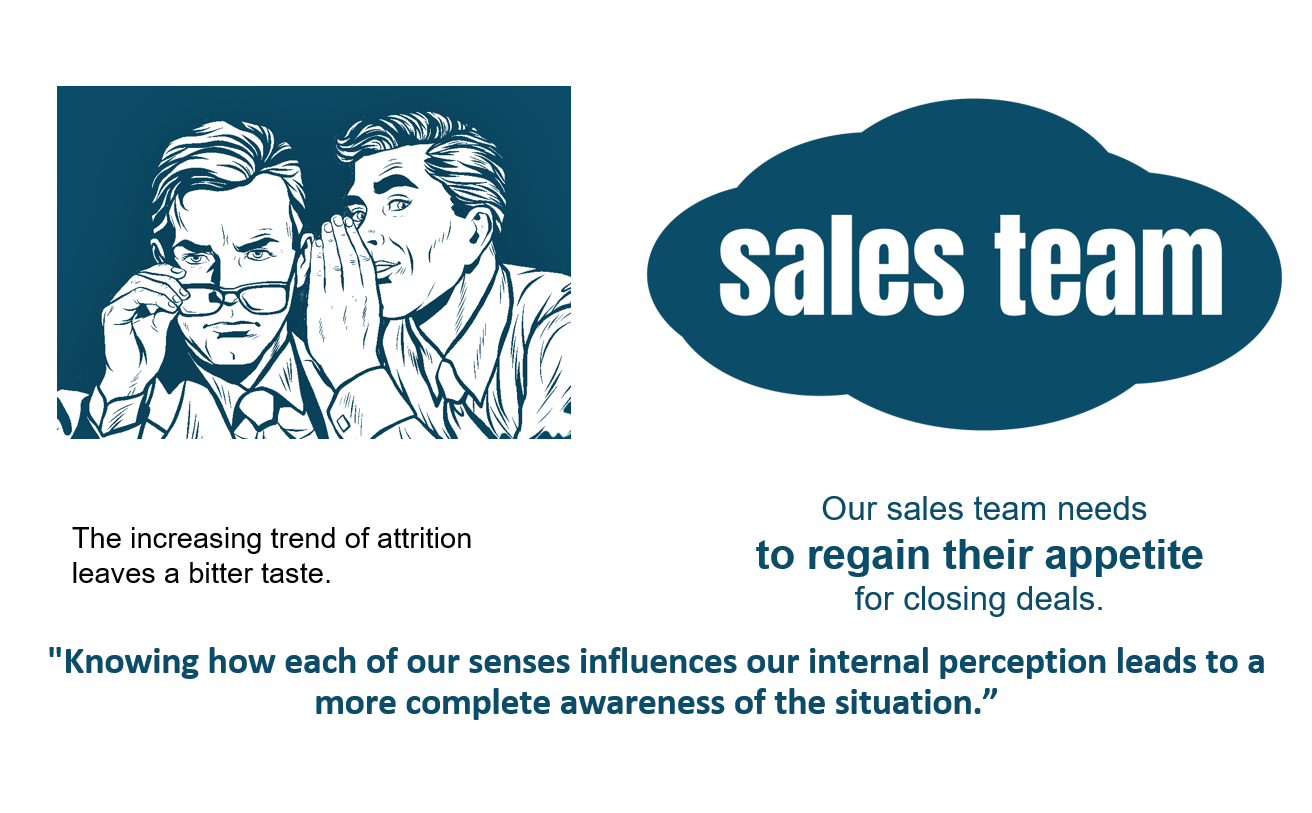 sales team
The increasing trend of attrition
leaves a bitter taste.
Our sales team needs
to regain their appetite
for closing deals.
"Knowing how each of our senses influences our internal perception leads to a
more complete awareness of the situation.”